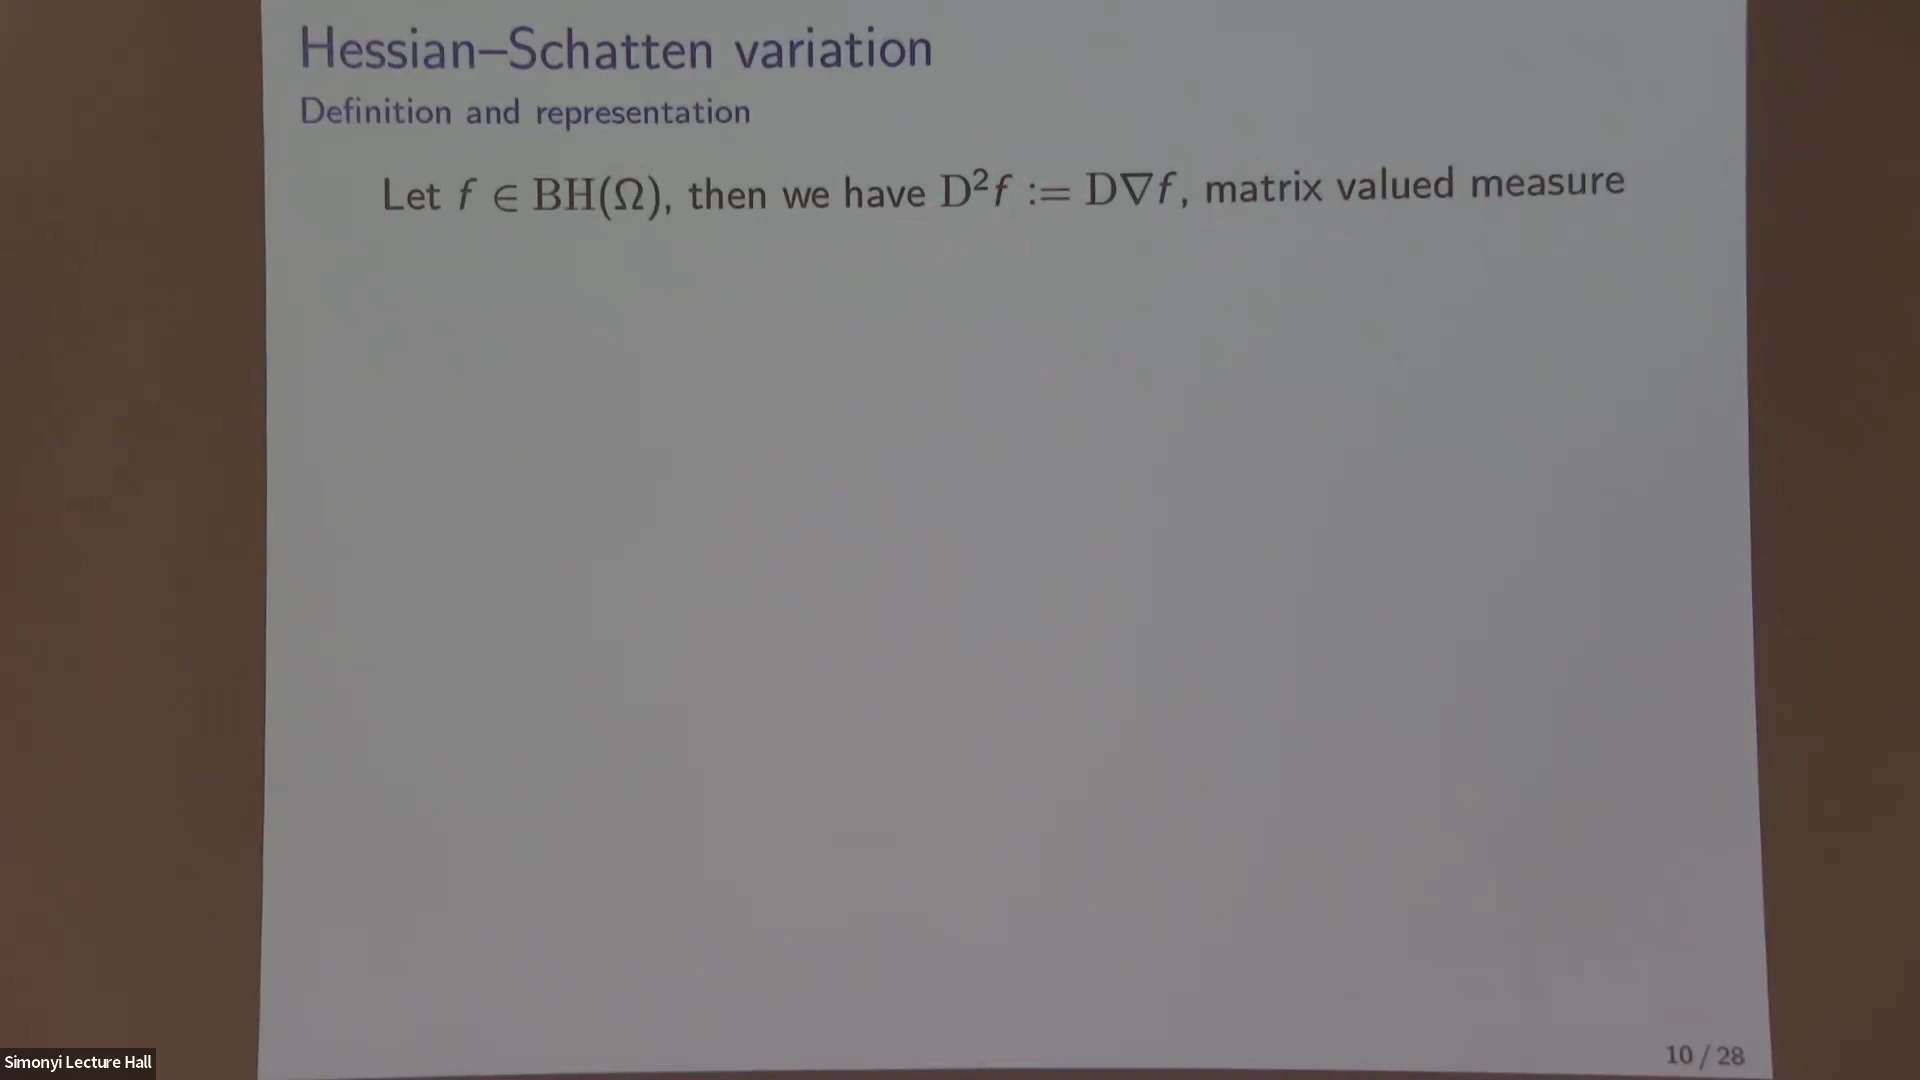 Hessian–Schatten variation
Definition and representation
Let f ∈ BH(Ω), then we have D²f := D∇f, matrix valued measure
10 / 28
Simonyi Lecture Hall